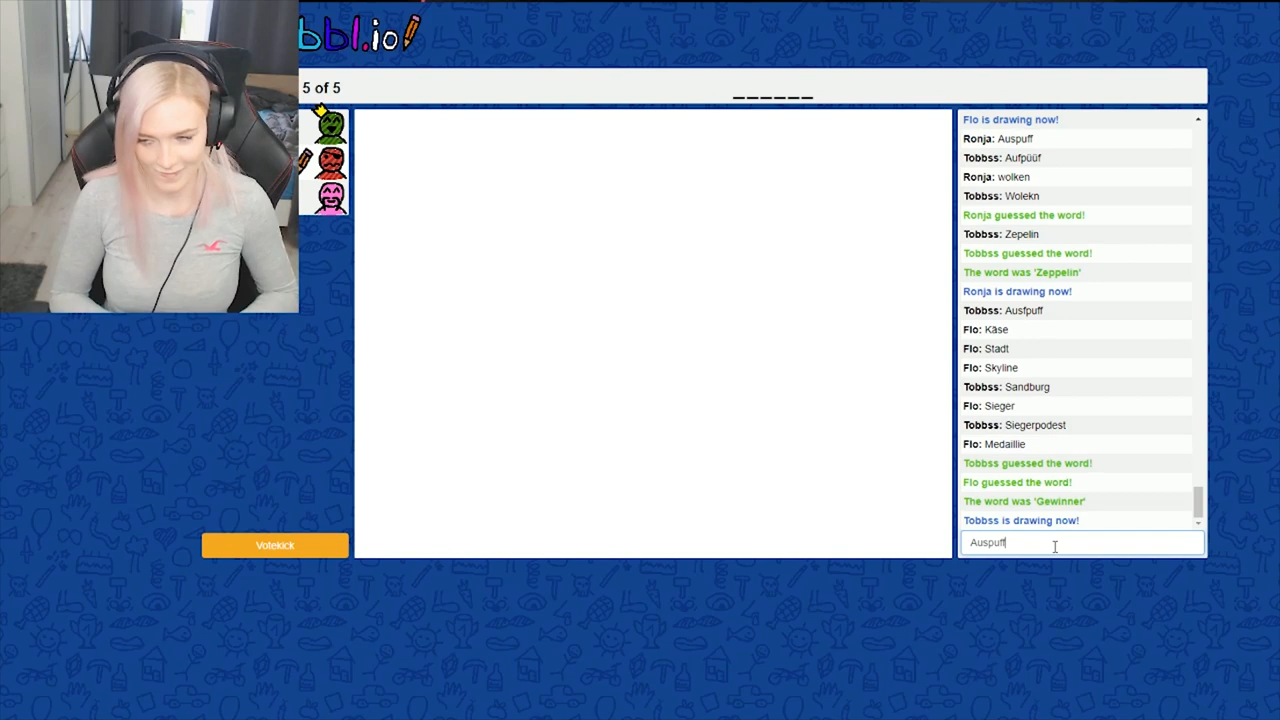 bbl.io
5 of 5
______
Flo is drawing now!
Ronja: Auspuff
Tobbss: Aufpüüf
Ronja: wolken
Tobbss: Wolekn
Ronja guessed the word!
Tobbss: Zepelin
Tobbss guessed the word!
The word was 'Zeppelin'
Ronja is drawing now!
Tobbss: Ausfpuff
Flo: Käse
Flo: Stadt
Flo: Skyline
Tobbss: Sandburg
Flo: Sieger
Tobbss: Siegerpodest
Flo: Medaillie
Tobbss guessed the word!
Flo guessed the word!
The word was 'Gewinner'
Tobbss is drawing now!
Votekick
Auspuff